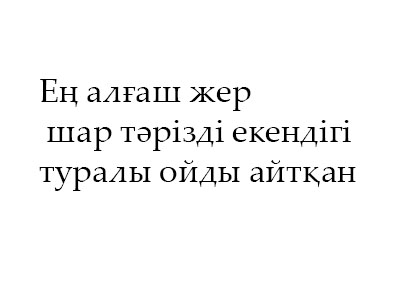 Ең алғаш жер
шар тәрізді екендігі
туралы ойды айтқан